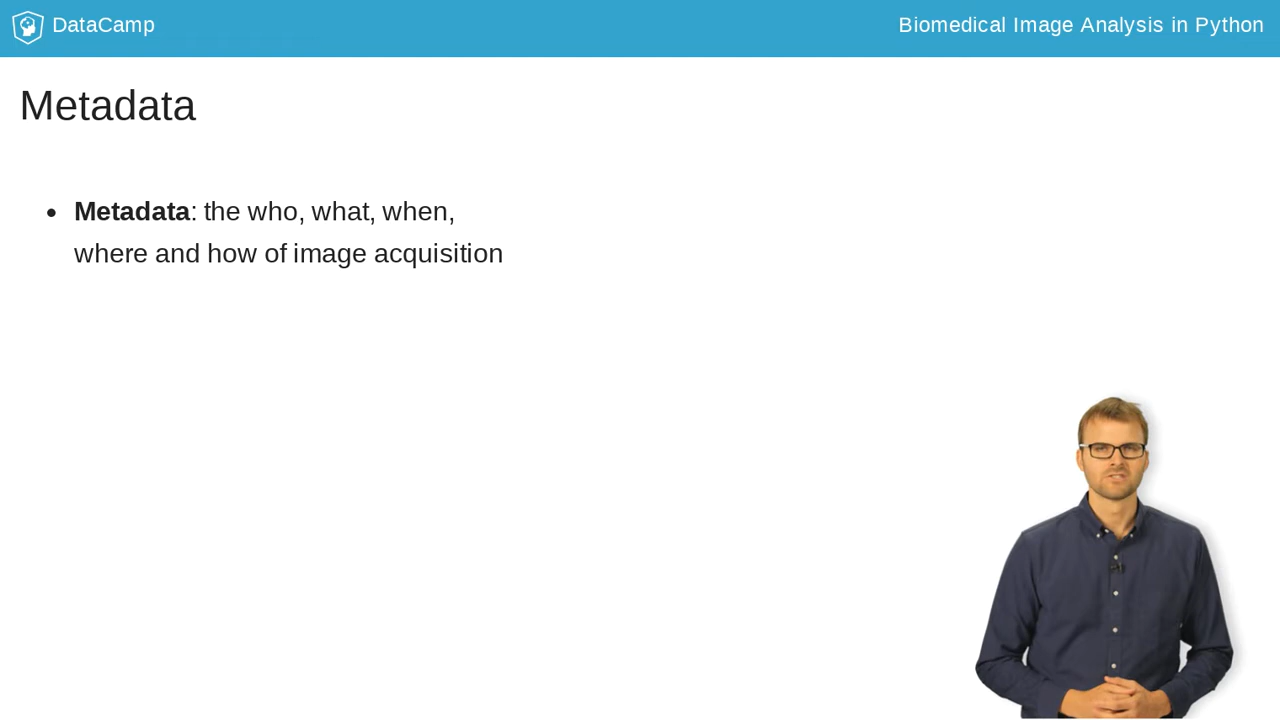 DataCamp
Biomedical Image Analysis in Python
Metadata
• Metadata: the who, what, when,
where and how of image acquisition